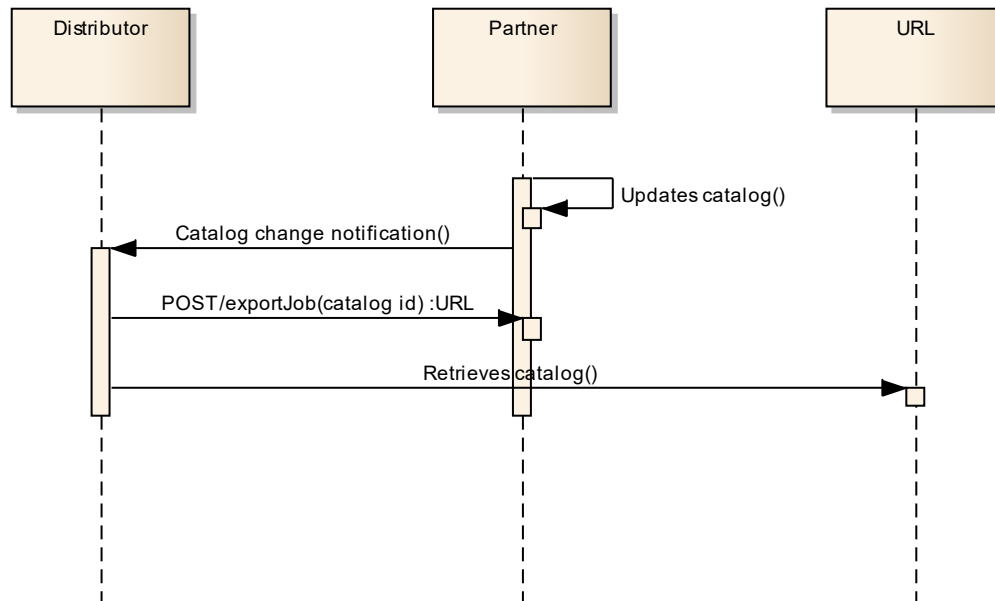 Distributor
Partner
URL
Updates catalog()
Catalog change notification()
POST/exportJob(catalog id) :URL
Retrieves catalog()